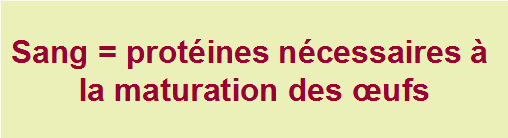 Sang = protéines nécessaires à
la maturation des œufs